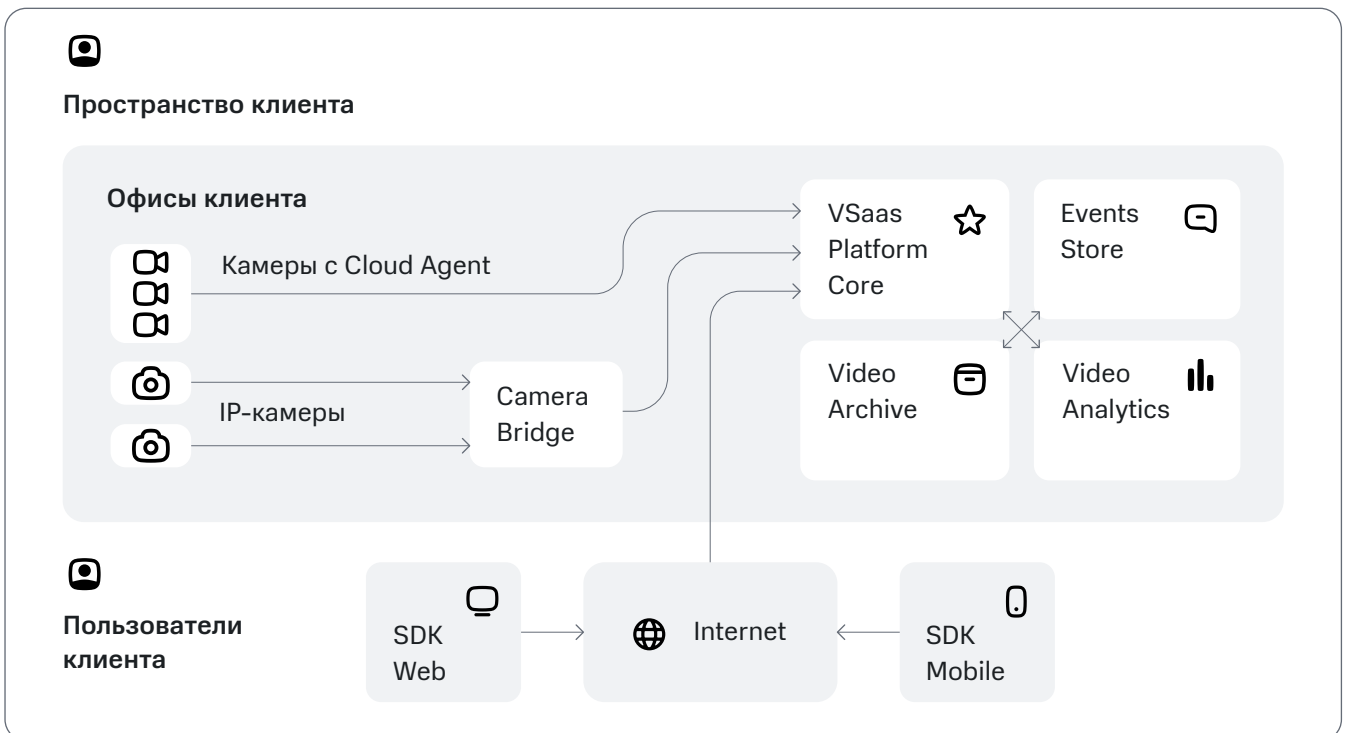 Пространство клиента
Офисы клиента
Камеры с Cloud Agent
IP-камеры
Camera
Bridge
VSaas
Platform
Core
Events
Store
Video
Archive
Video
Analytics
Пользователи
клиента
SDK
Web
Internet
SDK
Mobile